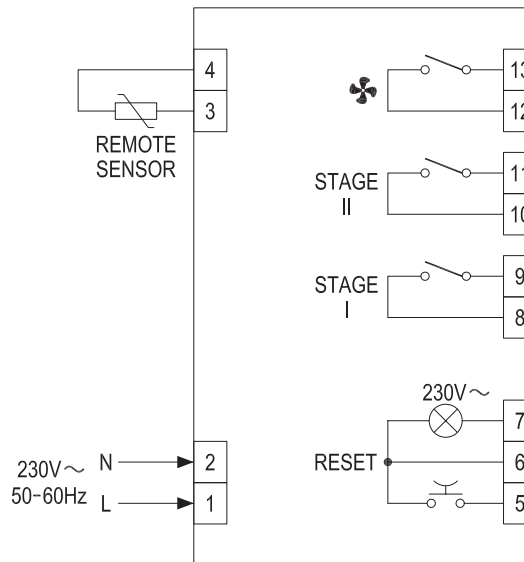 4
3
REMOTE
SENSOR
13
12
STAGE
II
11
10
STAGE
I
9
8
230V~
7
RESET
6
5
230V~
50-60Hz
N
2
L
1